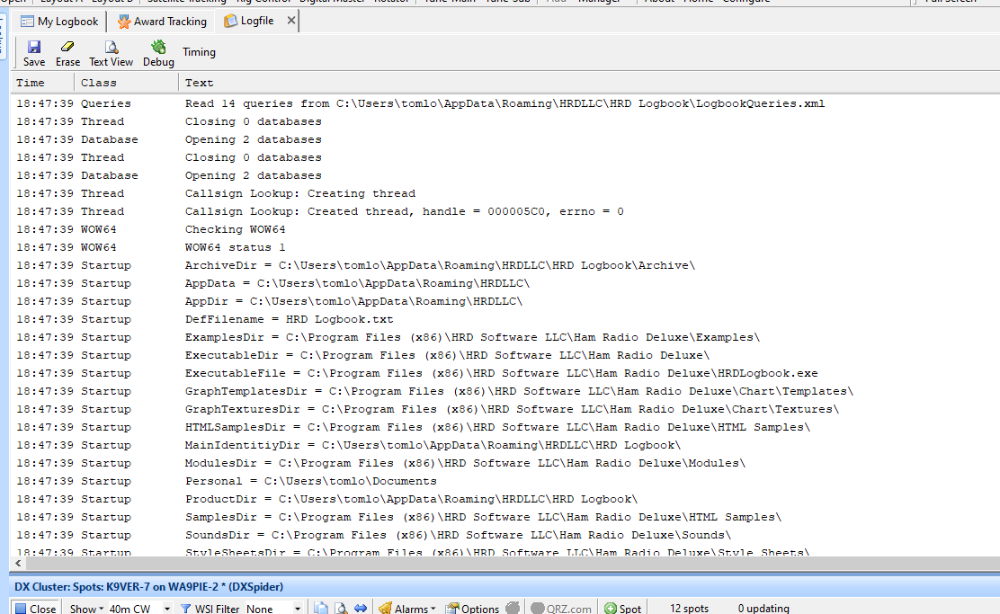 Open Layout A Layout B Satellite Tracking Rig Control Digital Master Rotator Tune Main Tune Sub Add Manager About Home Configure Full Screen
My Logbook Award Tracking Logfile
Save Erase Text View Debug Timing
Time Class Text
18:47:39 Queries Read 14 queries from C:\Users\tomlo\AppData\Roaming\HRDLLC\HRD Logbook\LogbookQueries.xml
18:47:39 Thread Closing 0 databases
18:47:39 Database Opening 2 databases
18:47:39 Thread Closing 0 databases
18:47:39 Database Opening 2 databases
18:47:39 Thread Callsign Lookup: Creating thread
18:47:39 Thread Callsign Lookup: Created thread, handle = 000005C0, errno = 0
18:47:39 WOW64 Checking WOW64
18:47:39 WOW64 WOW64 status 1
18:47:39 Startup ArchiveDir = C:\Users\tomlo\AppData\Roaming\HRDLLC\HRD Logbook\Archive\
18:47:39 Startup AppData = C:\Users\tomlo\AppData\Roaming\HRDLLC\
18:47:39 Startup AppDir = C:\Users\tomlo\AppData\Roaming\HRDLLC\
18:47:39 Startup DefFilename = HRD Logbook.txt
18:47:39 Startup ExamplesDir = C:\Program Files (x86)\HRD Software LLC\Ham Radio Deluxe\Examples\
18:47:39 Startup ExecutableDir = C:\Program Files (x86)\HRD Software LLC\Ham Radio Deluxe\
18:47:39 Startup ExecutableFile = C:\Program Files (x86)\HRD Software LLC\Ham Radio Deluxe\HRDLogbook.exe
18:47:39 Startup GraphTemplatesDir = C:\Program Files (x86)\HRD Software LLC\Ham Radio Deluxe\Chart\Templates\
18:47:39 Startup GraphTexturesDir = C:\Program Files (x86)\HRD Software LLC\Ham Radio Deluxe\Chart\Textures\
18:47:39 Startup HTMLSamplesDir = C:\Program Files (x86)\HRD Software LLC\Ham Radio Deluxe\HTML Samples\
18:47:39 Startup MainIdentitiyDir = C:\Users\tomlo\AppData\Roaming\HRDLLC\HRD Logbook\
18:47:39 Startup ModulesDir = C:\Program Files (x86)\HRD Software LLC\Ham Radio Deluxe\Modules\
18:47:39 Startup Personal = C:\Users\tomlo\Documents
18:47:39 Startup ProductDir = C:\Users\tomlo\AppData\Roaming\HRDLLC\HRD Logbook\
18:47:39 Startup SamplesDir = C:\Program Files (x86)\HRD Software LLC\Ham Radio Deluxe\HTML Samples\
18:47:39 Startup SoundsDir = C:\Program Files (x86)\HRD Software LLC\Ham Radio Deluxe\Sounds\
18:47:39 Startup StyleSheetsDir = C:\Program Files (x86)\HRD Software LLC\Ham Radio Deluxe\Style Sheets\
DX Cluster: Spots: K9VER-7 on WA9PIE-2 * (DXSpider)
Close Show 40m CW WSI Filter None Alarms Options QRZ.com Spot 12 spots 0 updating